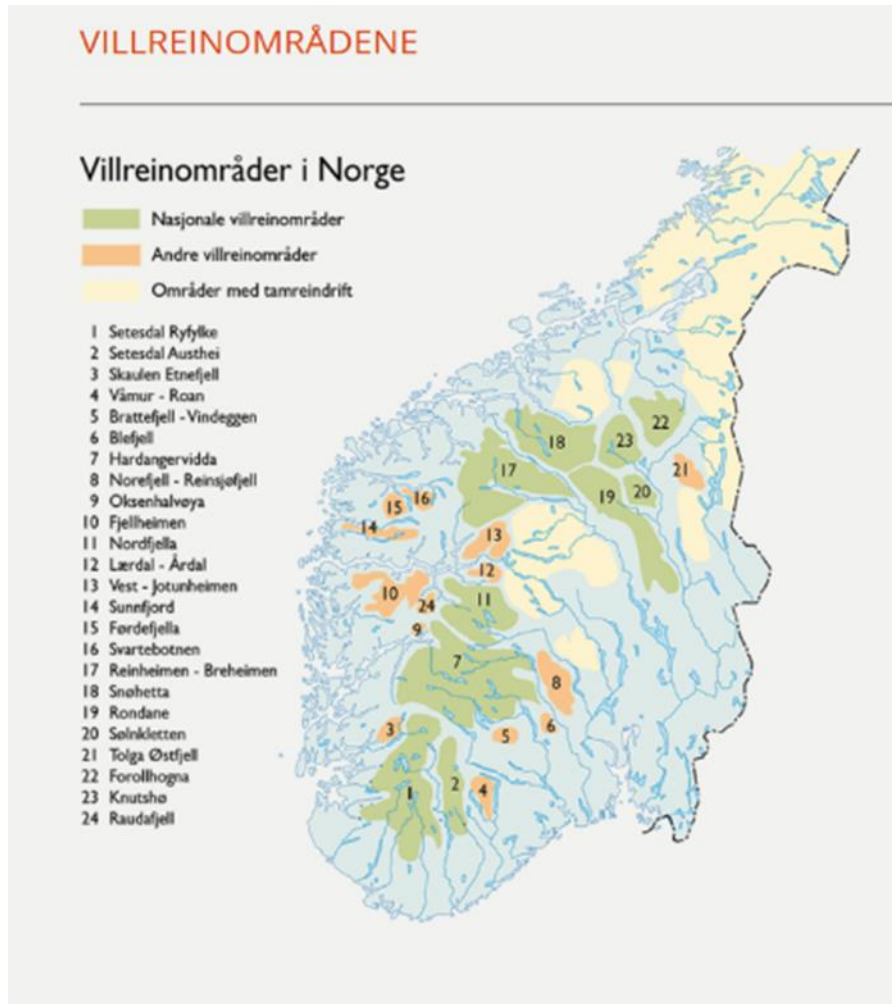 VILLREINOMRÅDENE
Villreinområder i Norge
Nasjonale villreinområder
Andre villreinområder
Områder med tamreindrift
1 Setesdal Ryfylke
2 Setesdal Austhei
3 Skaulen Etnefjell
4 Våmur - Roan
5 Brattefjell - Vindeggen
6 Blefjell
7 Hardangervidda
8 Norefjell - Reinsjøfjell
9 Oksenhalvøya
10 Fjellheimen
11 Nordfjella
12 Lærdal - Årdal
13 Vest - Jotunheimen
14 Sunnfjord
15 Førdefjella
16 Svartebotnen
17 Reinheimen - Breheimen
18 Snøhetta
19 Rondane
20 Sølnkletten
21 Tolga Østfjell
22 Forollhogna
23 Knutshø
24 Raudafjell
22
18
23
17
21
19
20
16
15
14
13
12
10
24
11
9
7
8
3
5
6
2
4
1